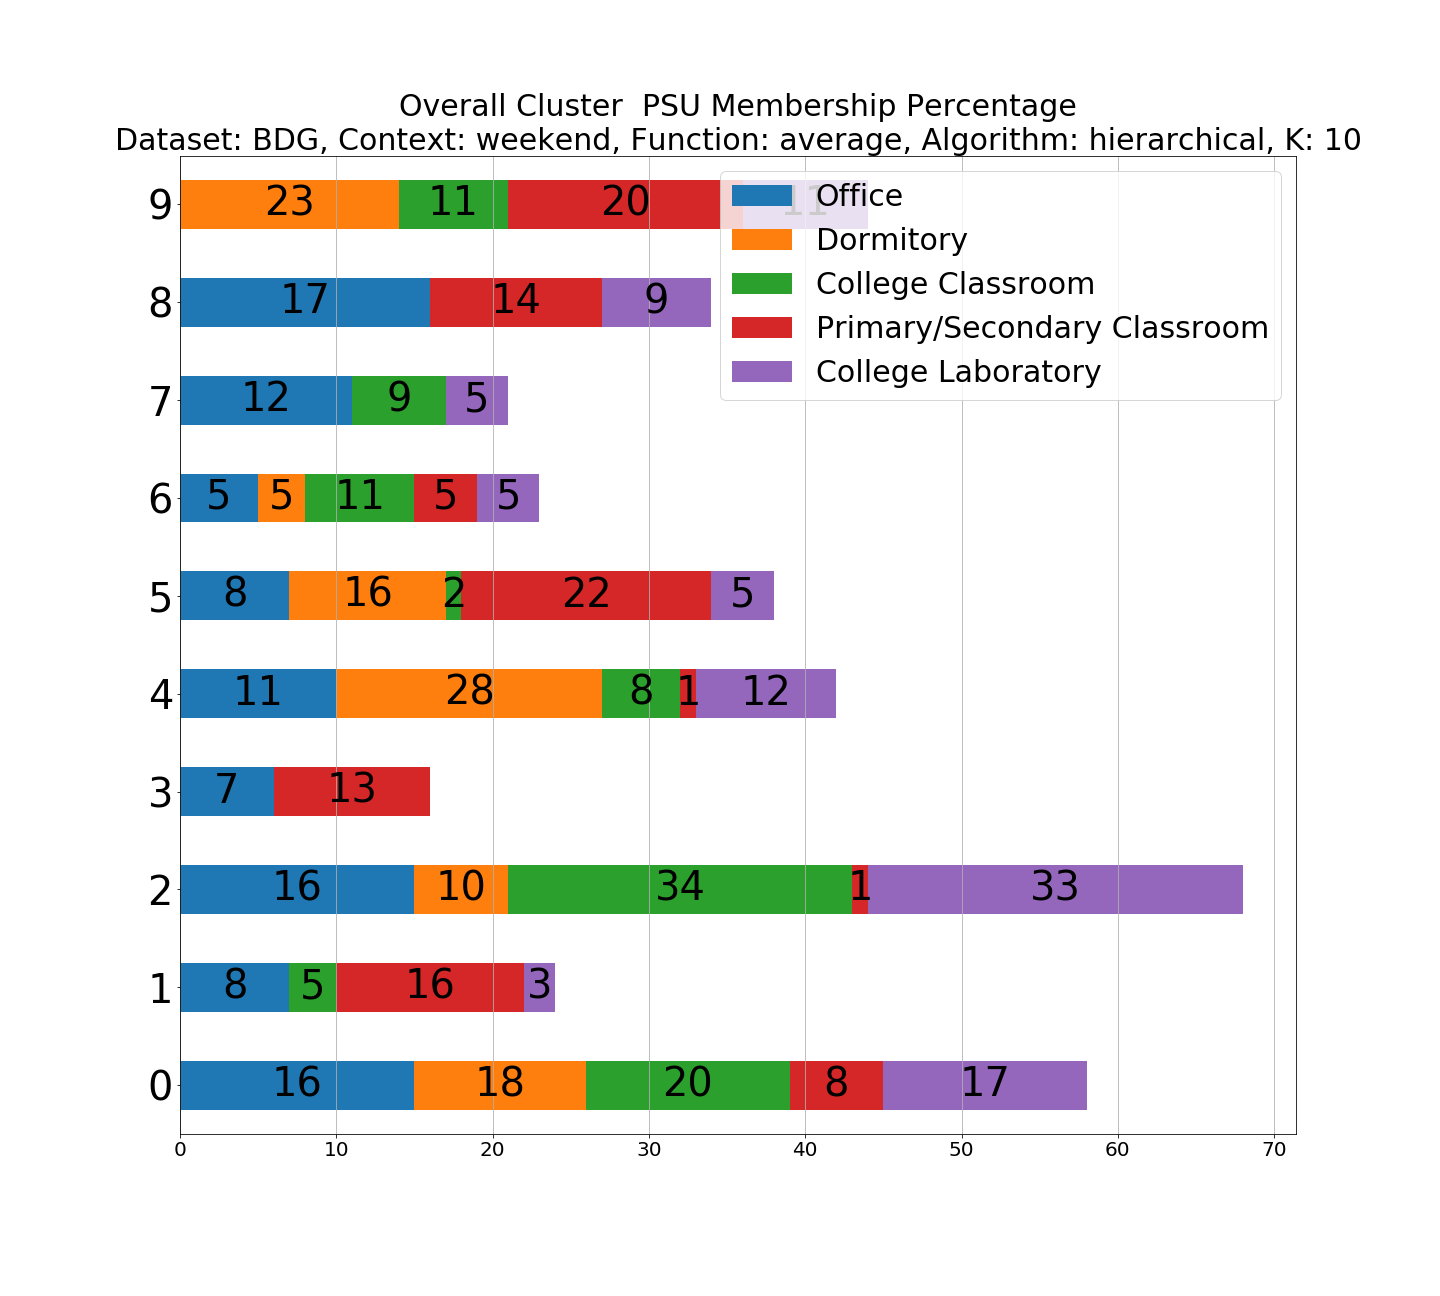 Overall Cluster  PSU Membership Percentage
Dataset: BDG, Context: weekend, Function: average, Algorithm: hierarchical, K: 10
9 23 11 20 11
Office
Dormitory
College Classroom
Primary/Secondary Classroom
College Laboratory
8 17 14 9
7 12 9 5
6 5 5 11 5 5
5 8 16 2 22 5
4 11 28 8 1 12
3 7 13
2 16 10 34 1 33
1 8 5 16 3
0 16 18 20 8 17
0 10 20 30 40 50 60 70